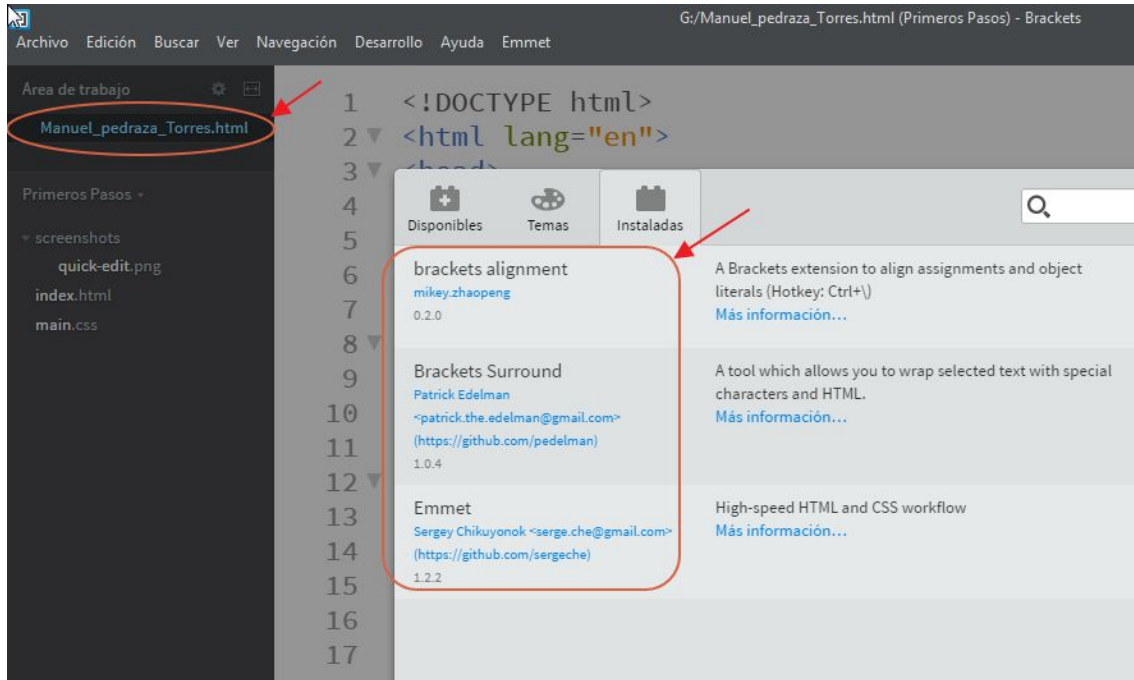 G:/Manuel_pedraza_Torres.html (Primeros Pasos) - Brackets
Archivo Edición Buscar Ver Navegación Desarrollo Ayuda Emmet
Área de trabajo
Manuel_pedraza_Torres.html
Primeros Pasos
screenshots
quick-edit.png
index.html
main.css
1 <!DOCTYPE html>
2 <html lang="en">
3 <head>
4
5
6
7
8
9
10
11
12
13
14
15
16
17
Disponibles Temas Instaladas
brackets alignment
mikey.zhaopeng
0.2.0
A Brackets extension to align assignments and object
literals (Hotkey: Ctrl+\)
Más información...
Brackets Surround
Patrick Edelman
<patrick.the.edelman@gmail.com>
(https://github.com/pedelman)
1.0.4
A tool which allows you to wrap selected text with special
characters and HTML.
Más información...
Emmet
Sergey Chikuyonok <serge.che@gmail.com>
(https://github.com/sergeche)
1.2.2
High-speed HTML and CSS workflow
Más información...